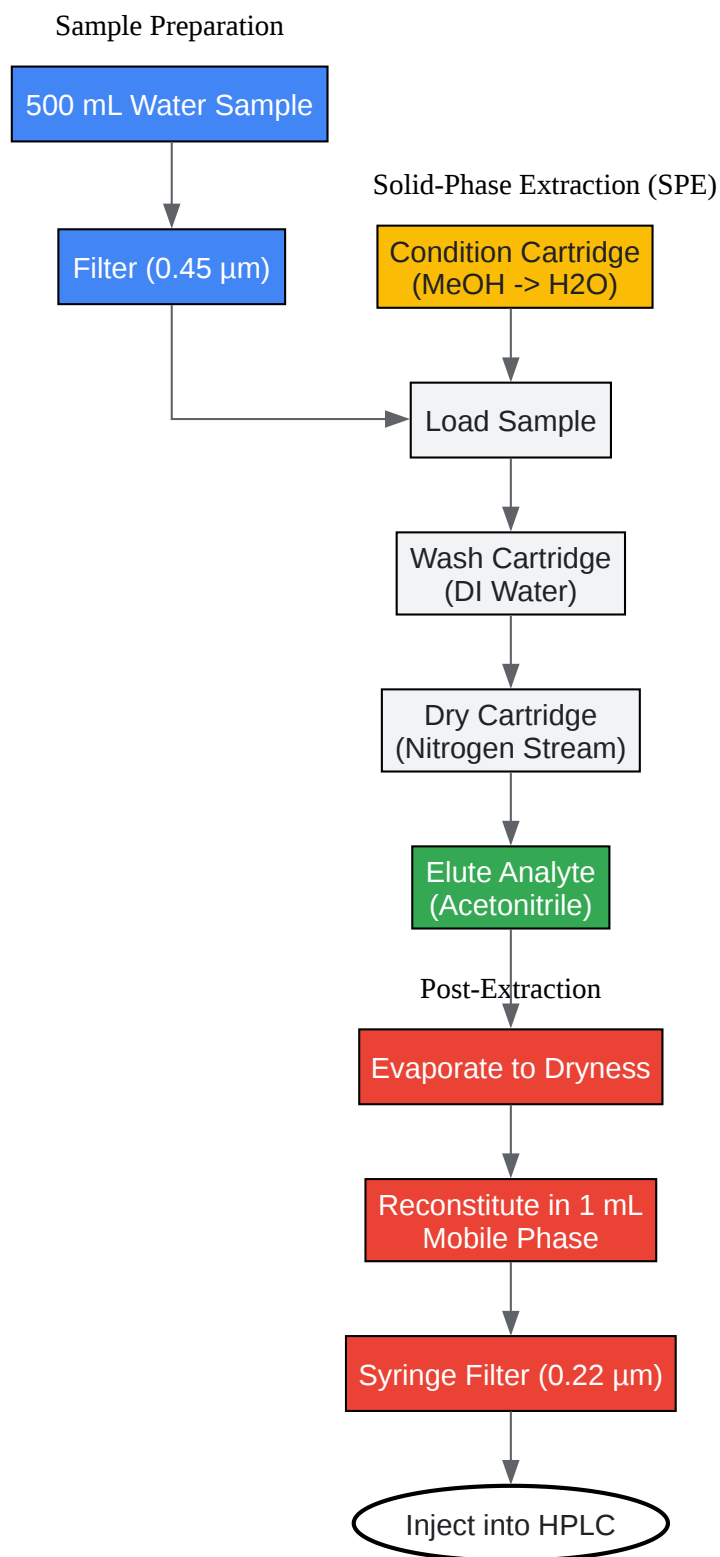 Sample Preparation
500 mL Water Sample
Filter (0.45 µm)
Solid-Phase Extraction (SPE)
Condition Cartridge
(MeOH -> H2O)
Load Sample
Wash Cartridge
(DI Water)
Dry Cartridge
(Nitrogen Stream)
Elute Analyte
(Acetonitrile)
Post-Extraction
Evaporate to Dryness
Reconstitute in 1 mL
Mobile Phase
Syringe Filter (0.22 µm)
Inject into HPLC